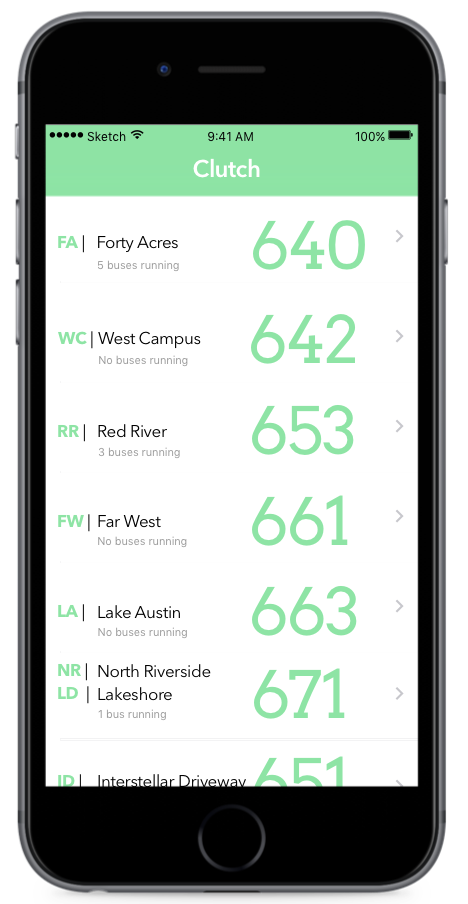 Sketch 9:41 AM 100%
Clutch
FA | Forty Acres 640
5 buses running
WC | West Campus 642
No buses running
RR | Red River 653
3 buses running
FW | Far West 661
No buses running
LA | Lake Austin 663
No buses running
NR | North Riverside
LD | Lakeshore 671
1 bus running
ID | Interstellar Driveway 651